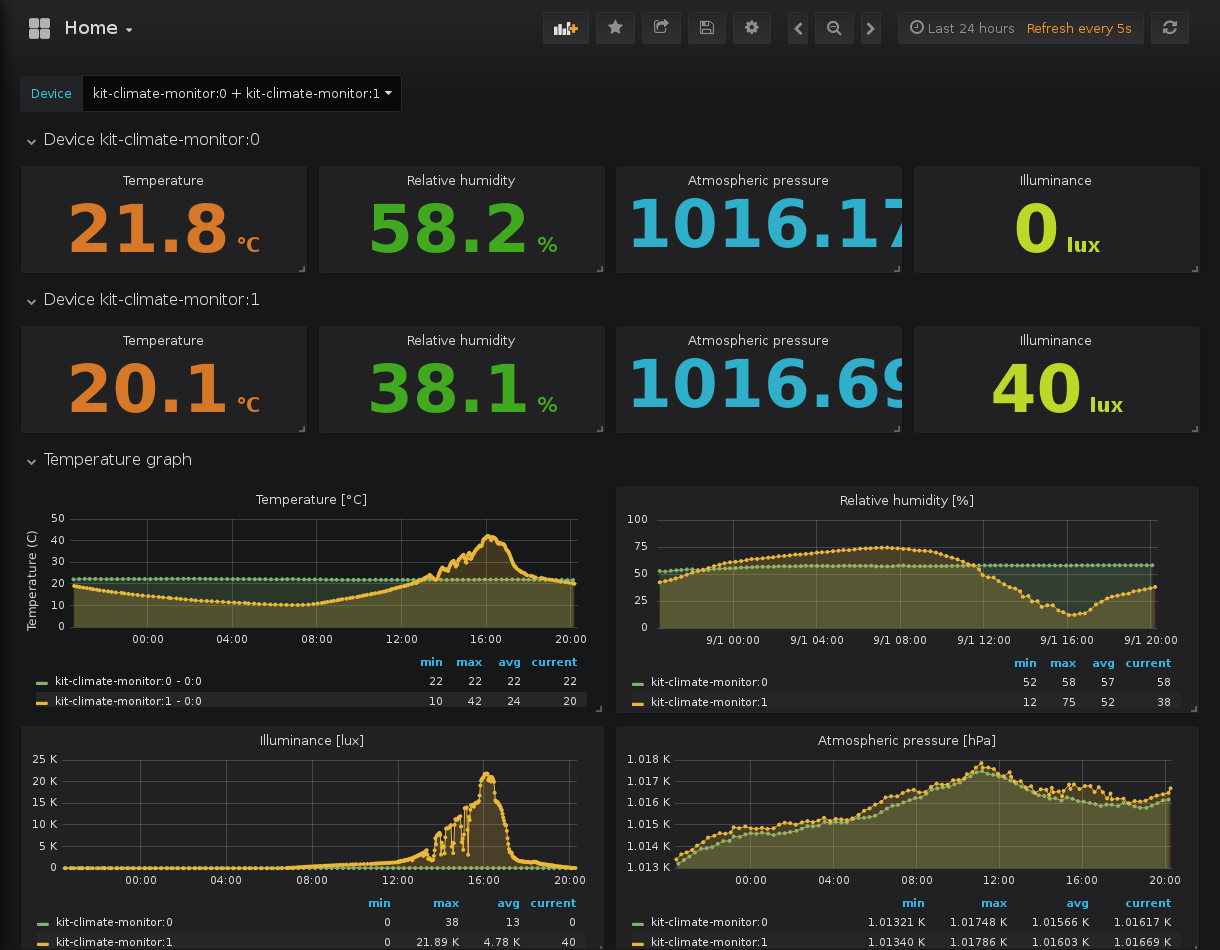 Home
Last 24 hours Refresh every 5s
Device kit-climate-monitor:0 + kit-climate-monitor:1
Device kit-climate-monitor:0
Temperature Relative humidity Atmospheric pressure Illuminance
21.8 °C 58.2 % 1016.17 0 lux
Device kit-climate-monitor:1
Temperature Relative humidity Atmospheric pressure Illuminance
20.1 °C 38.1 % 1016.69 40 lux
Temperature graph
Temperature [°C]
Temperature (C)
50
40
30
20
10
0
00:00 04:00 08:00 12:00 16:00 20:00
min max avg current
kit-climate-monitor:0 - 0:0 22 22 22 22
kit-climate-monitor:1 - 0:0 10 42 24 20
Relative humidity [%]
100
75
50
25
0
9/1 00:00 9/1 04:00 9/1 08:00 9/1 12:00 9/1 16:00 9/1 20:00
min max avg current
kit-climate-monitor:0 52 58 57 58
kit-climate-monitor:1 12 75 52 38
Illuminance [lux]
25 K
20 K
15 K
10 K
5 K
0
00:00 04:00 08:00 12:00 16:00 20:00
min max avg current
kit-climate-monitor:0 0 38 13 0
kit-climate-monitor:1 0 21.89 K 4.78 K 40
Atmospheric pressure [hPa]
1.018 K
1.017 K
1.016 K
1.015 K
1.014 K
1.013 K
00:00 04:00 08:00 12:00 16:00 20:00
min max avg current
kit-climate-monitor:0 1.01321 K 1.01748 K 1.01566 K 1.01617 K
kit-climate-monitor:1 1.01340 K 1.01786 K 1.01603 K 1.01669 K